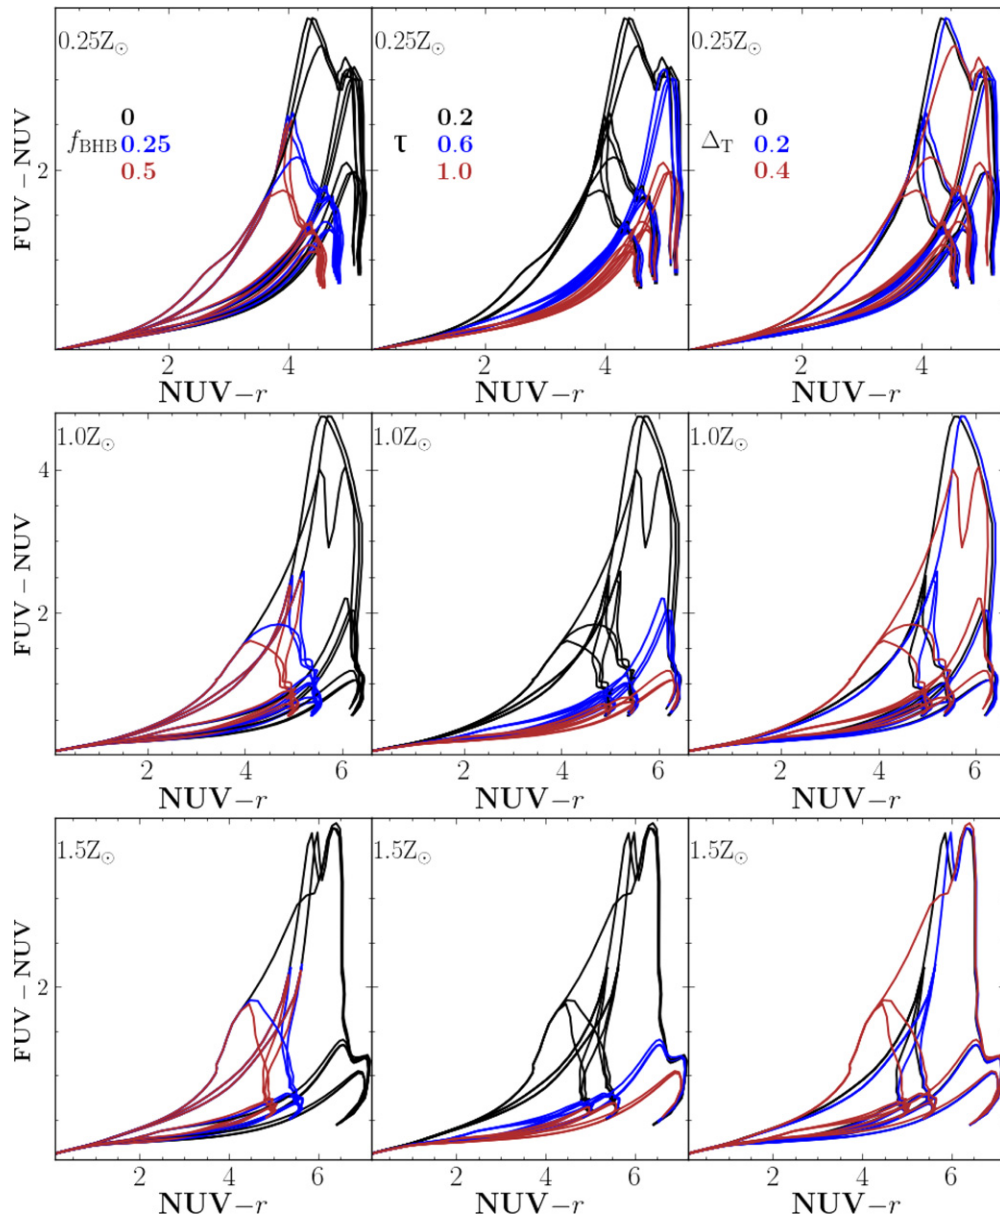 0.25Z⊙ 0.25Z⊙ 0.25Z⊙
0 0.2 0
FUV − NUV f_BHB 0.25 τ 0.6 Δ_T 0.2
0.5 1.0 0.4
2
2 4 2 4 2 4
NUV−r NUV−r NUV−r
1.0Z⊙ 1.0Z⊙ 1.0Z⊙
4
FUV − NUV
2
2 4 6 2 4 6 2 4 6
NUV−r NUV−r NUV−r
1.5Z⊙ 1.5Z⊙ 1.5Z⊙
FUV − NUV
2
2 4 6 2 4 6 2 4 6
NUV−r NUV−r NUV−r